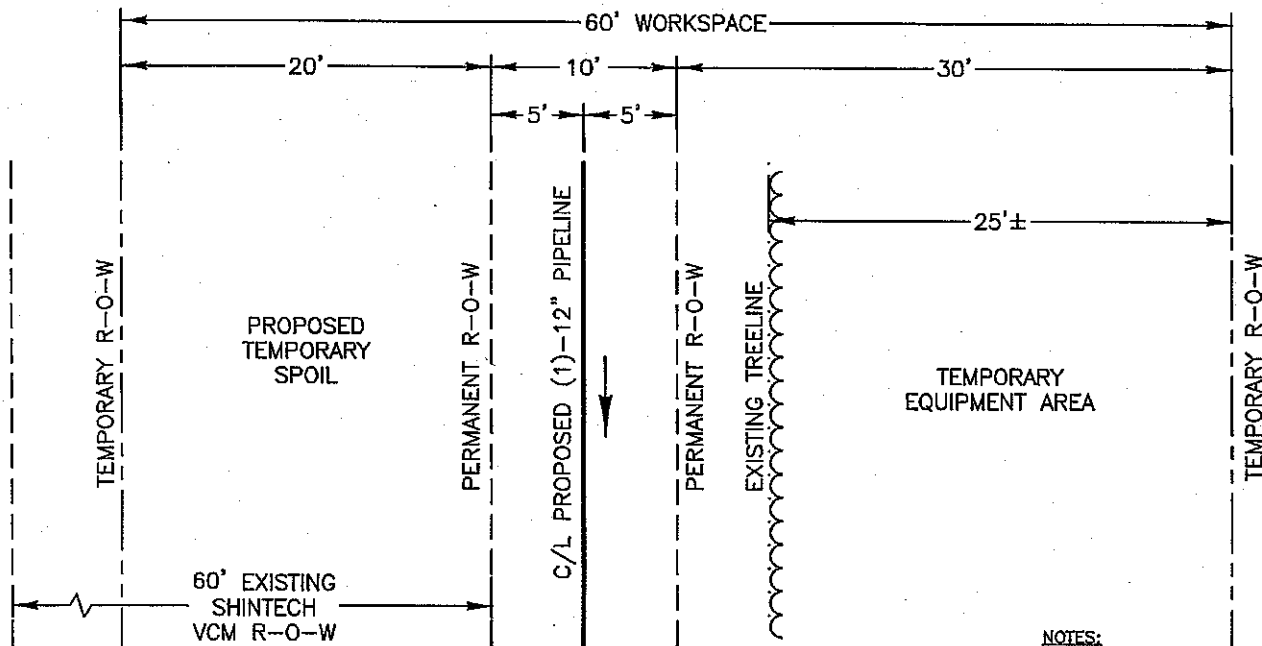 60' WORKSPACE
20'
10'
30'
5'
5'
25'±
TEMPORARY R-O-W
PROPOSED
TEMPORARY
SPOIL
PERMANENT R-O-W
C/L PROPOSED (1)-12" PIPELINE
PERMANENT R-O-W
EXISTING TREELINE
TEMPORARY
EQUIPMENT AREA
TEMPORARY R-O-W
60' EXISTING
SHINTECH
VCM R-O-W
NOTES: